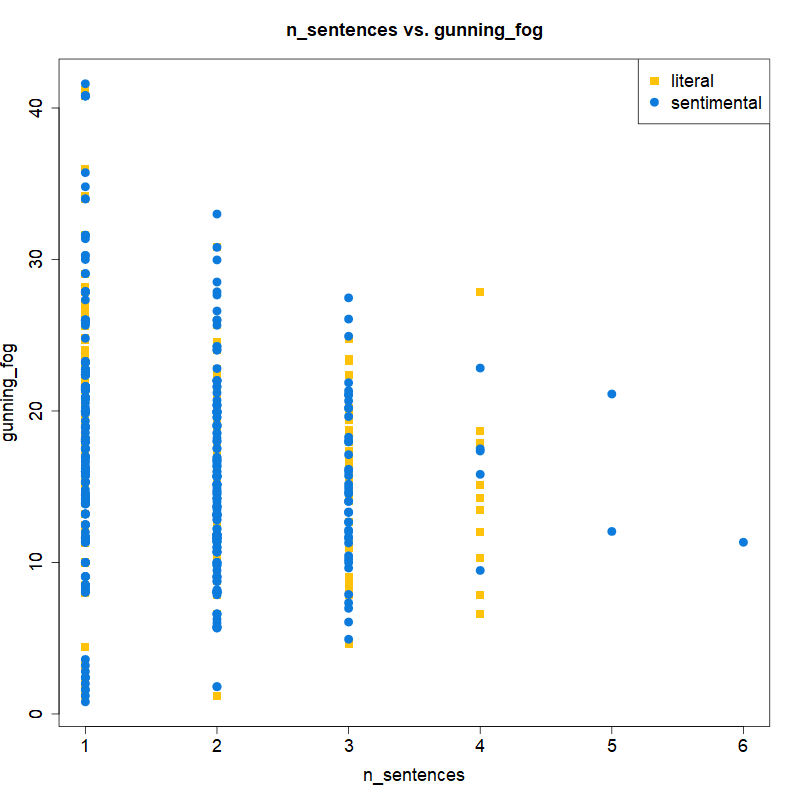 n_sentences vs. gunning_fog
literal
sentimental
40
30
20
10
0
gunning_fog
1 2 3 4 5 6
n_sentences